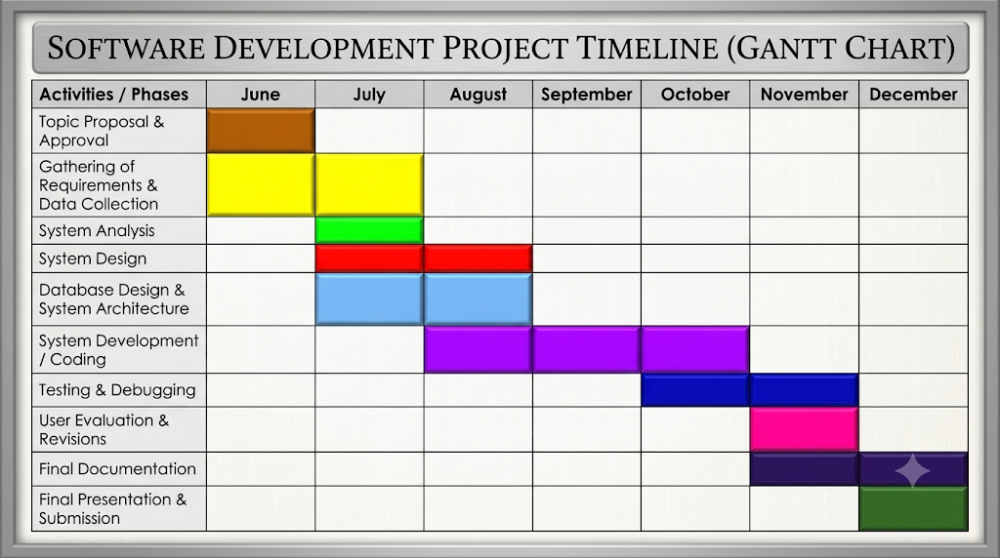 SOFTWARE DEVELOPMENT PROJECT TIMELINE (GANTT CHART)
Activities / Phases June July August September October November December
Topic Proposal &
Approval
Gathering of
Requirements &
Data Collection
System Analysis
System Design
Database Design &
System Architecture
System Development
/ Coding
Testing & Debugging
User Evaluation &
Revisions
Final Documentation
Final Presentation &
Submission